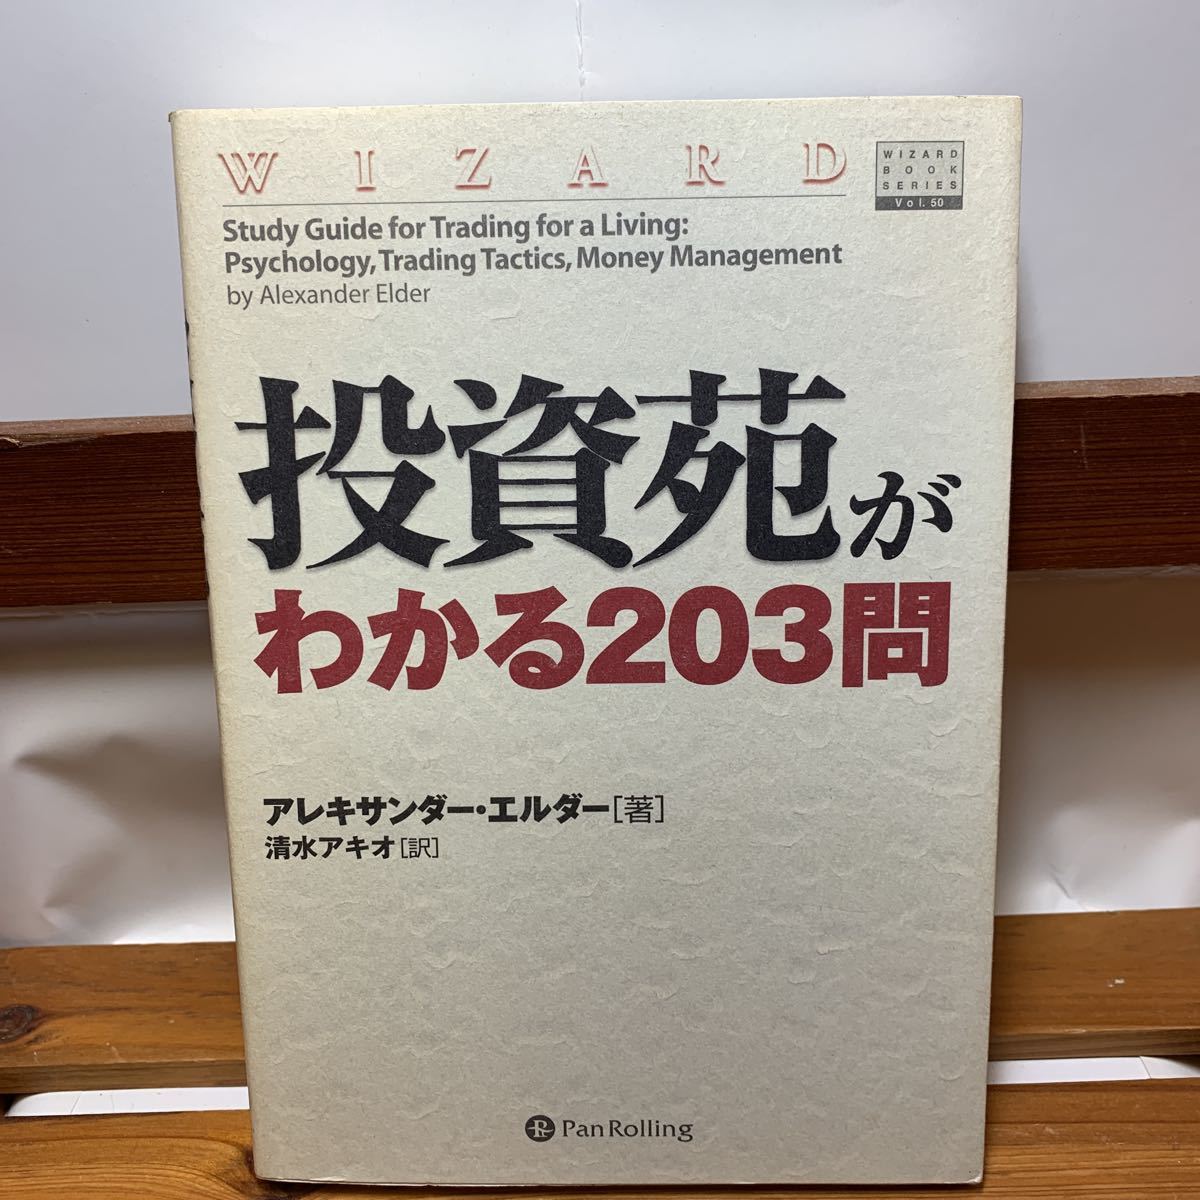 WIZARD
WIZARD
BOOK
SERIES
Vol. 50
Study Guide for Trading for a Living:
Psychology, Trading Tactics, Money Management
by Alexander Elder
投資苑が
わかる203問
アレキサンダー・エルダー[著]
清水アキオ[訳]
PanRolling